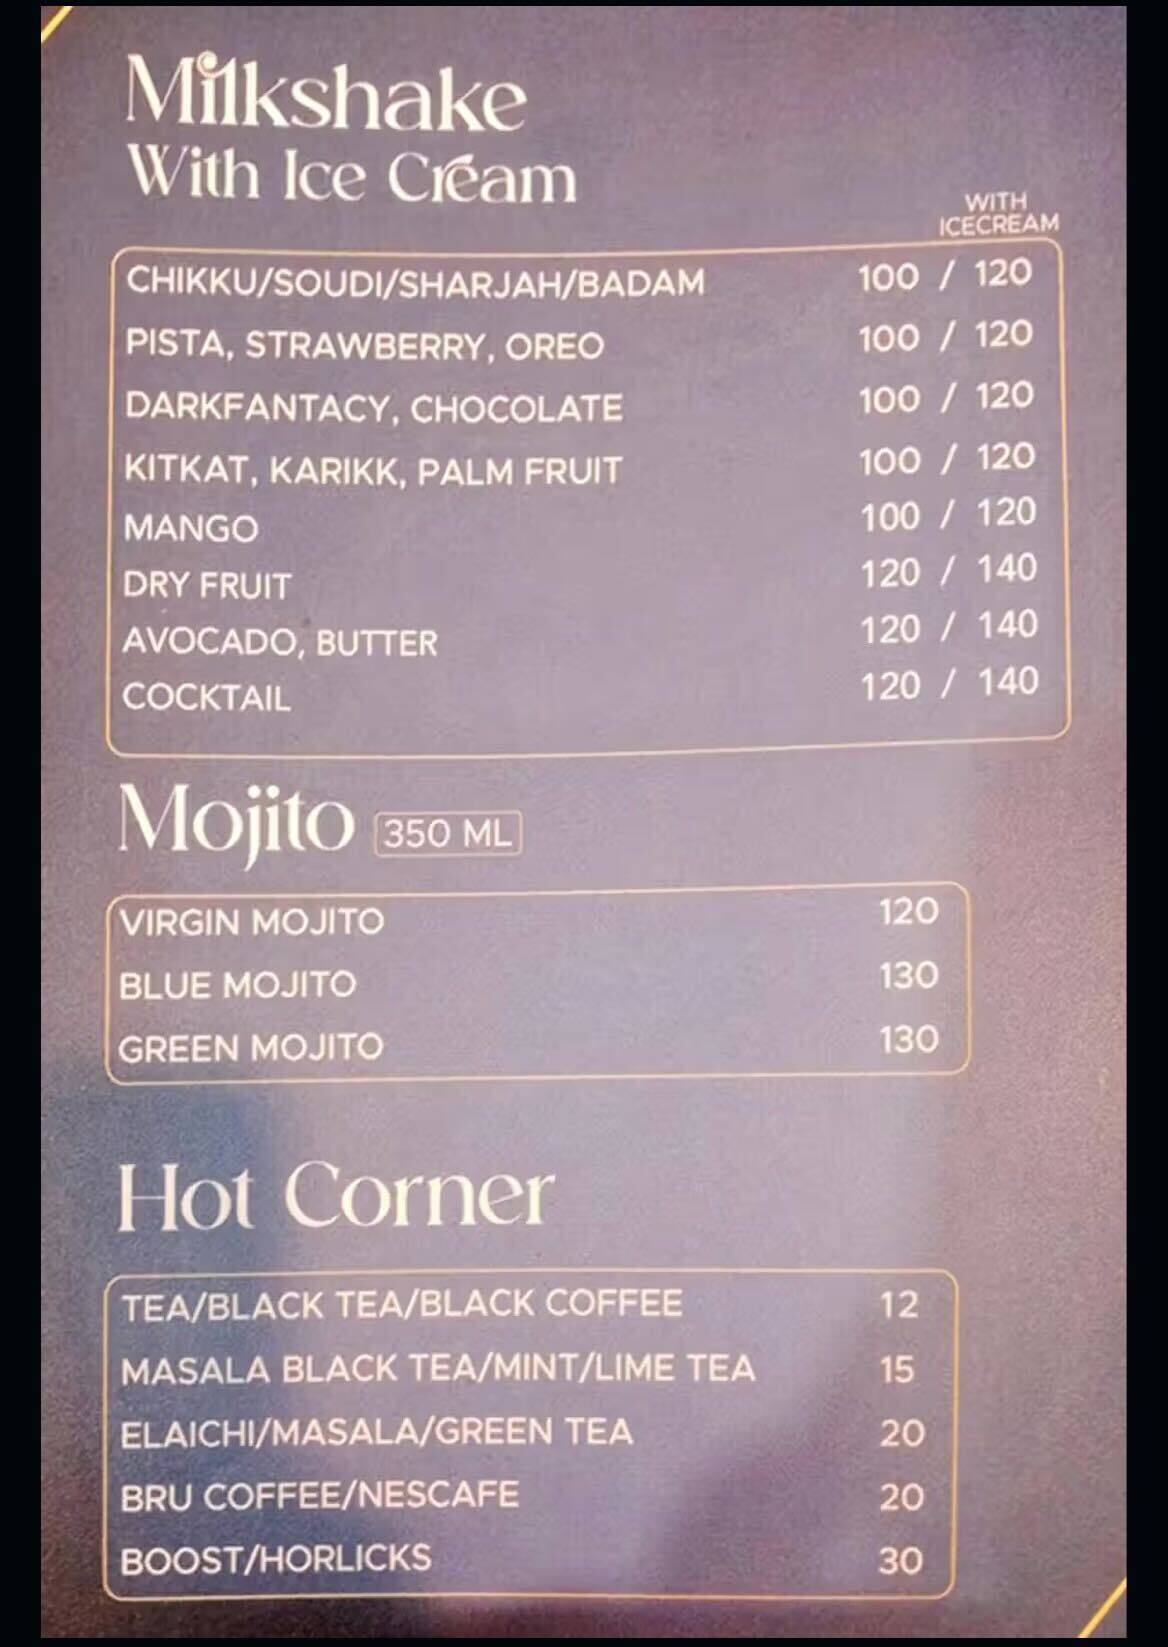 Milkshake
With Ice Cream
WITH
ICECREAM
CHIKKU/SOUDI/SHARJAH/BADAM 100 / 120
PISTA, STRAWBERRY, OREO 100 / 120
DARKFANTACY, CHOCOLATE 100 / 120
KITKAT, KARIKK, PALM FRUIT 100 / 120
MANGO 100 / 120
DRY FRUIT 120 / 140
AVOCADO, BUTTER 120 / 140
COCKTAIL 120 / 140
Mojito 350 ML
VIRGIN MOJITO 120
BLUE MOJITO 130
GREEN MOJITO 130
Hot Corner
TEA/BLACK TEA/BLACK COFFEE 12
MASALA BLACK TEA/MINT/LIME TEA 15
ELAICHI/MASALA/GREEN TEA 20
BRU COFFEE/NESCAFE 20
BOOST/HORLICKS 30